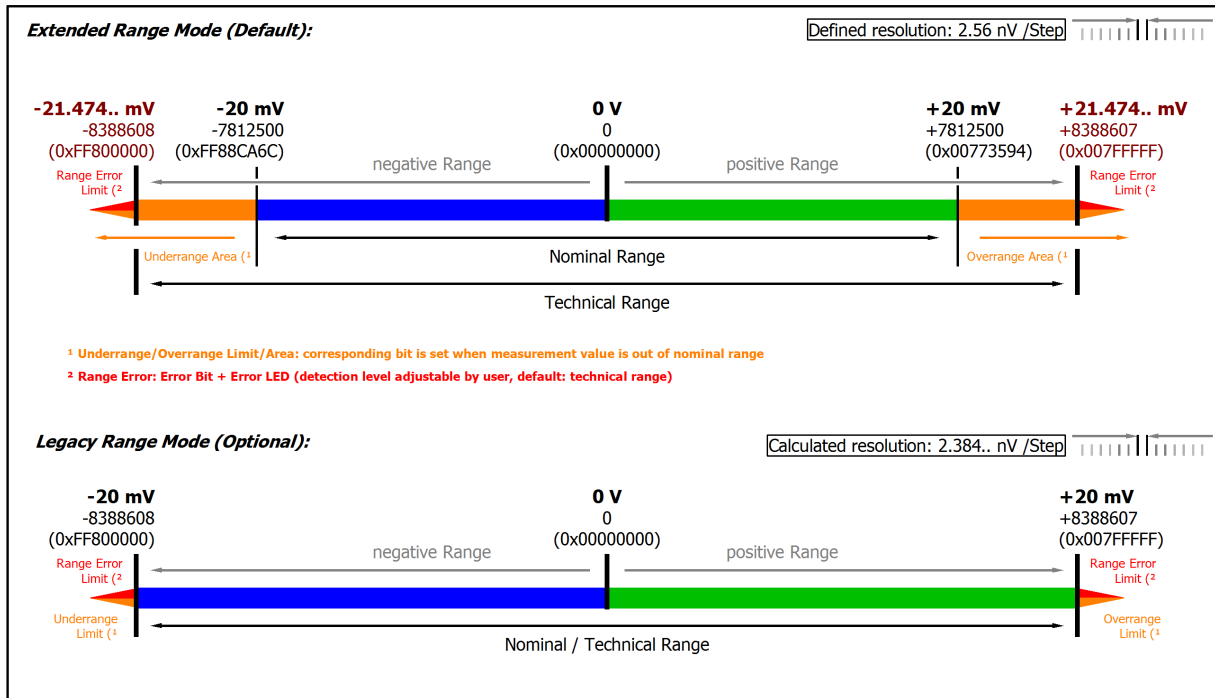 Extended Range Mode (Default):
Defined resolution: 2.56 nV /Step
-21.474.. mV
-8388608
(0xFF800000)
-20 mV
-7812500
(0xFF88CA6C)
0 V
0
(0x00000000)
+20 mV
+7812500
(0x00773594)
+21.474.. mV
+8388607
(0x007FFFFF)
negative Range
positive Range
Range Error
Limit (²
Range Error
Limit (²
Underrange Area (¹
Nominal Range
Overrange Area (¹
Technical Range
¹ Underrange/Overrange Limit/Area: corresponding bit is set when measurement value is out of nominal range
² Range Error: Error Bit + Error LED (detection level adjustable by user, default: technical range)
Legacy Range Mode (Optional):
Calculated resolution: 2.384.. nV /Step
-20 mV
-8388608
(0xFF800000)
0 V
0
(0x00000000)
+20 mV
+8388607
(0x007FFFFF)
negative Range
positive Range
Range Error
Limit (²
Range Error
Limit (²
Underrange
Limit (¹
Overrange
Limit (¹
Nominal / Technical Range